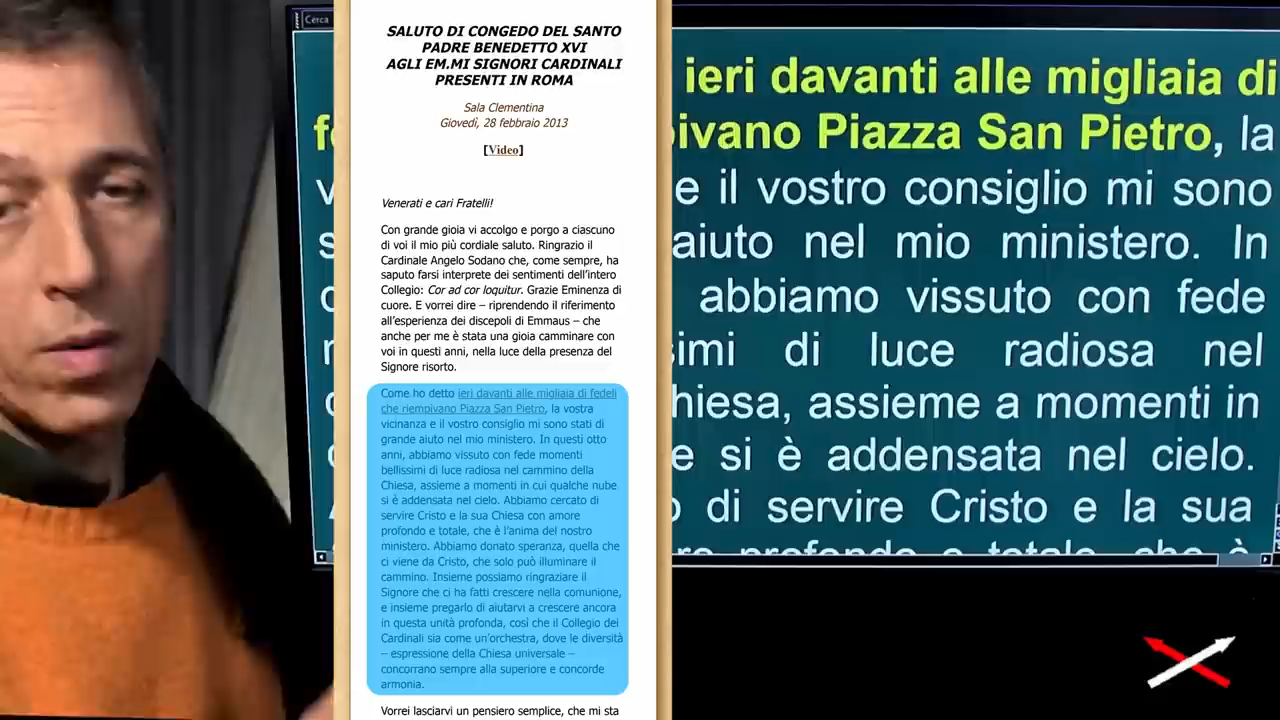 Cerca
SALUTO DI CONGEDO DEL SANTO
PADRE BENEDETTO XVI
AGLI EM.MI SIGNORI CARDINALI
PRESENTI IN ROMA
Sala Clementina
Giovedì, 28 febbraio 2013
[Video]
Venerati e cari Fratelli!
Con grande gioia vi accolgo e porgo a ciascuno
di voi il mio più cordiale saluto. Ringrazio il
Cardinale Angelo Sodano che, come sempre, ha
saputo farsi interprete dei sentimenti dell'intero
Collegio: Cor ad cor loquitur. Grazie Eminenza di
cuore. E vorrei dire – riprendendo il riferimento
all'esperienza dei discepoli di Emmaus – che
anche per me è stata una gioia camminare con
voi in questi anni, nella luce della presenza del
Signore risorto.
Come ho detto ieri davanti alle migliaia di fedeli
che riempivano Piazza San Pietro, la vostra
vicinanza e il vostro consiglio mi sono stati di
grande aiuto nel mio ministero. In questi otto
anni, abbiamo vissuto con fede momenti
bellissimi di luce radiosa nel cammino della
Chiesa, assieme a momenti in cui qualche nube
si è addensata nel cielo. Abbiamo cercato di
servire Cristo e la sua Chiesa con amore
profondo e totale, che è l'anima del nostro
ministero. Abbiamo donato speranza, quella che
ci viene da Cristo, che solo può illuminare il
cammino. Insieme possiamo ringraziare il
Signore che ci ha fatti crescere nella comunione,
e insieme pregarlo di aiutarvi a crescere ancora
in questa unità profonda, così che il Collegio dei
Cardinali sia come un'orchestra, dove le diversità
– espressione della Chiesa universale –
concorrano sempre alla superiore e concorde
armonia.
Vorrei lasciarvi un pensiero semplice, che mi sta
ieri davanti alle migliaia di
pivano Piazza San Pietro, la
e il vostro consiglio mi sono
aiuto nel mio ministero. In
abbiamo vissuto con fede
simi di luce radiosa nel
hiesa, assieme a momenti in
e si è addensata nel cielo.
o di servire Cristo e la sua
profondo e totale, che è